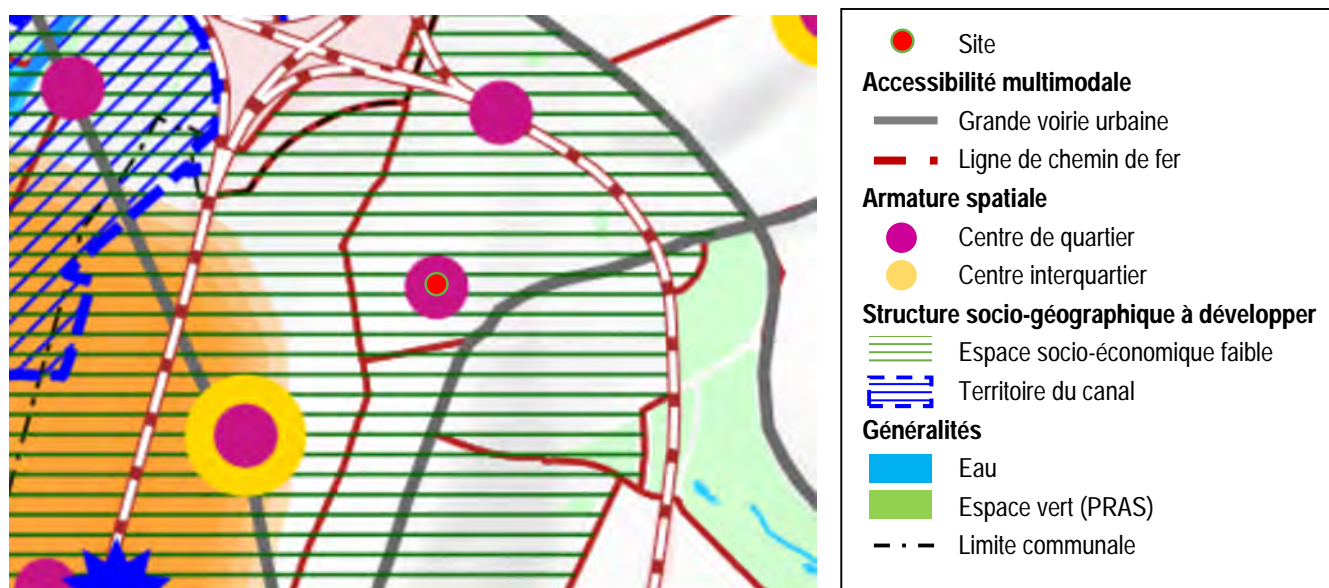 Site
Accessibilité multimodale
Grande voirie urbaine
Ligne de chemin de fer
Armature spatiale
Centre de quartier
Centre interquartier
Structure socio-géographique à développer
Espace socio-économique faible
Territoire du canal
Généralités
Eau
Espace vert (PRAS)
Limite communale